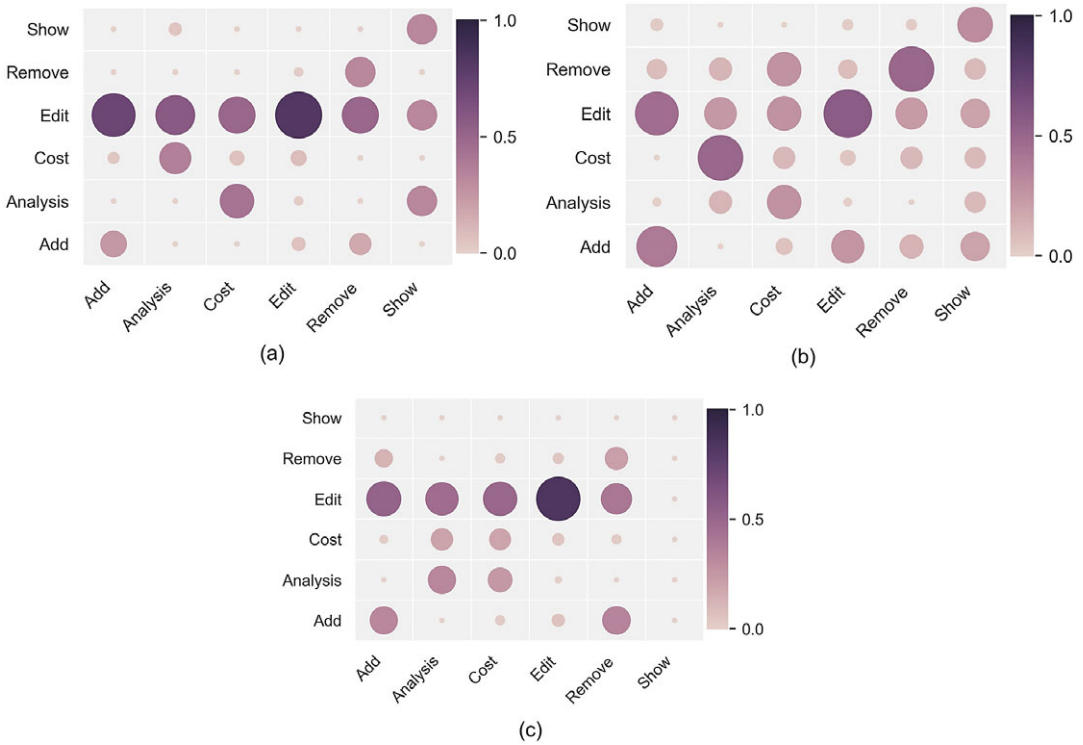 Show
Remove
Edit
Cost
Analysis
Add
1.0
0.5
0.0
Add
Analysis
Cost
Edit
Remove
Show
(a)
Show
Remove
Edit
Cost
Analysis
Add
1.0
0.5
0.0
Add
Analysis
Cost
Edit
Remove
Show
(b)
Show
Remove
Edit
Cost
Analysis
Add
1.0
0.5
0.0
Add
Analysis
Cost
Edit
Remove
Show
(c)